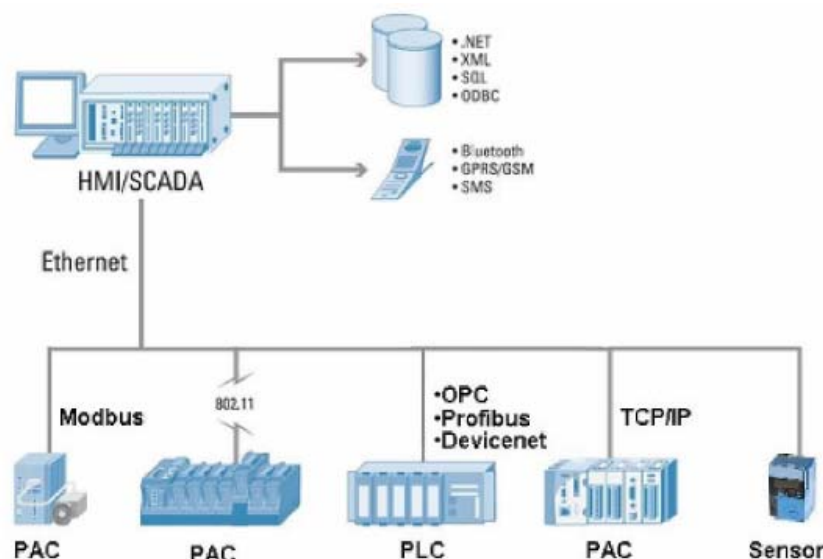 • .NET
• XML
• SQL
• ODBC
HMI/SCADA
• Bluetooth
• GPRS/GSM
• SMS
Ethernet
Modbus
802.11
•OPC
•Profibus
•Devicenet
TCP/IP
PAC
PAC
PLC
PAC
Sensor